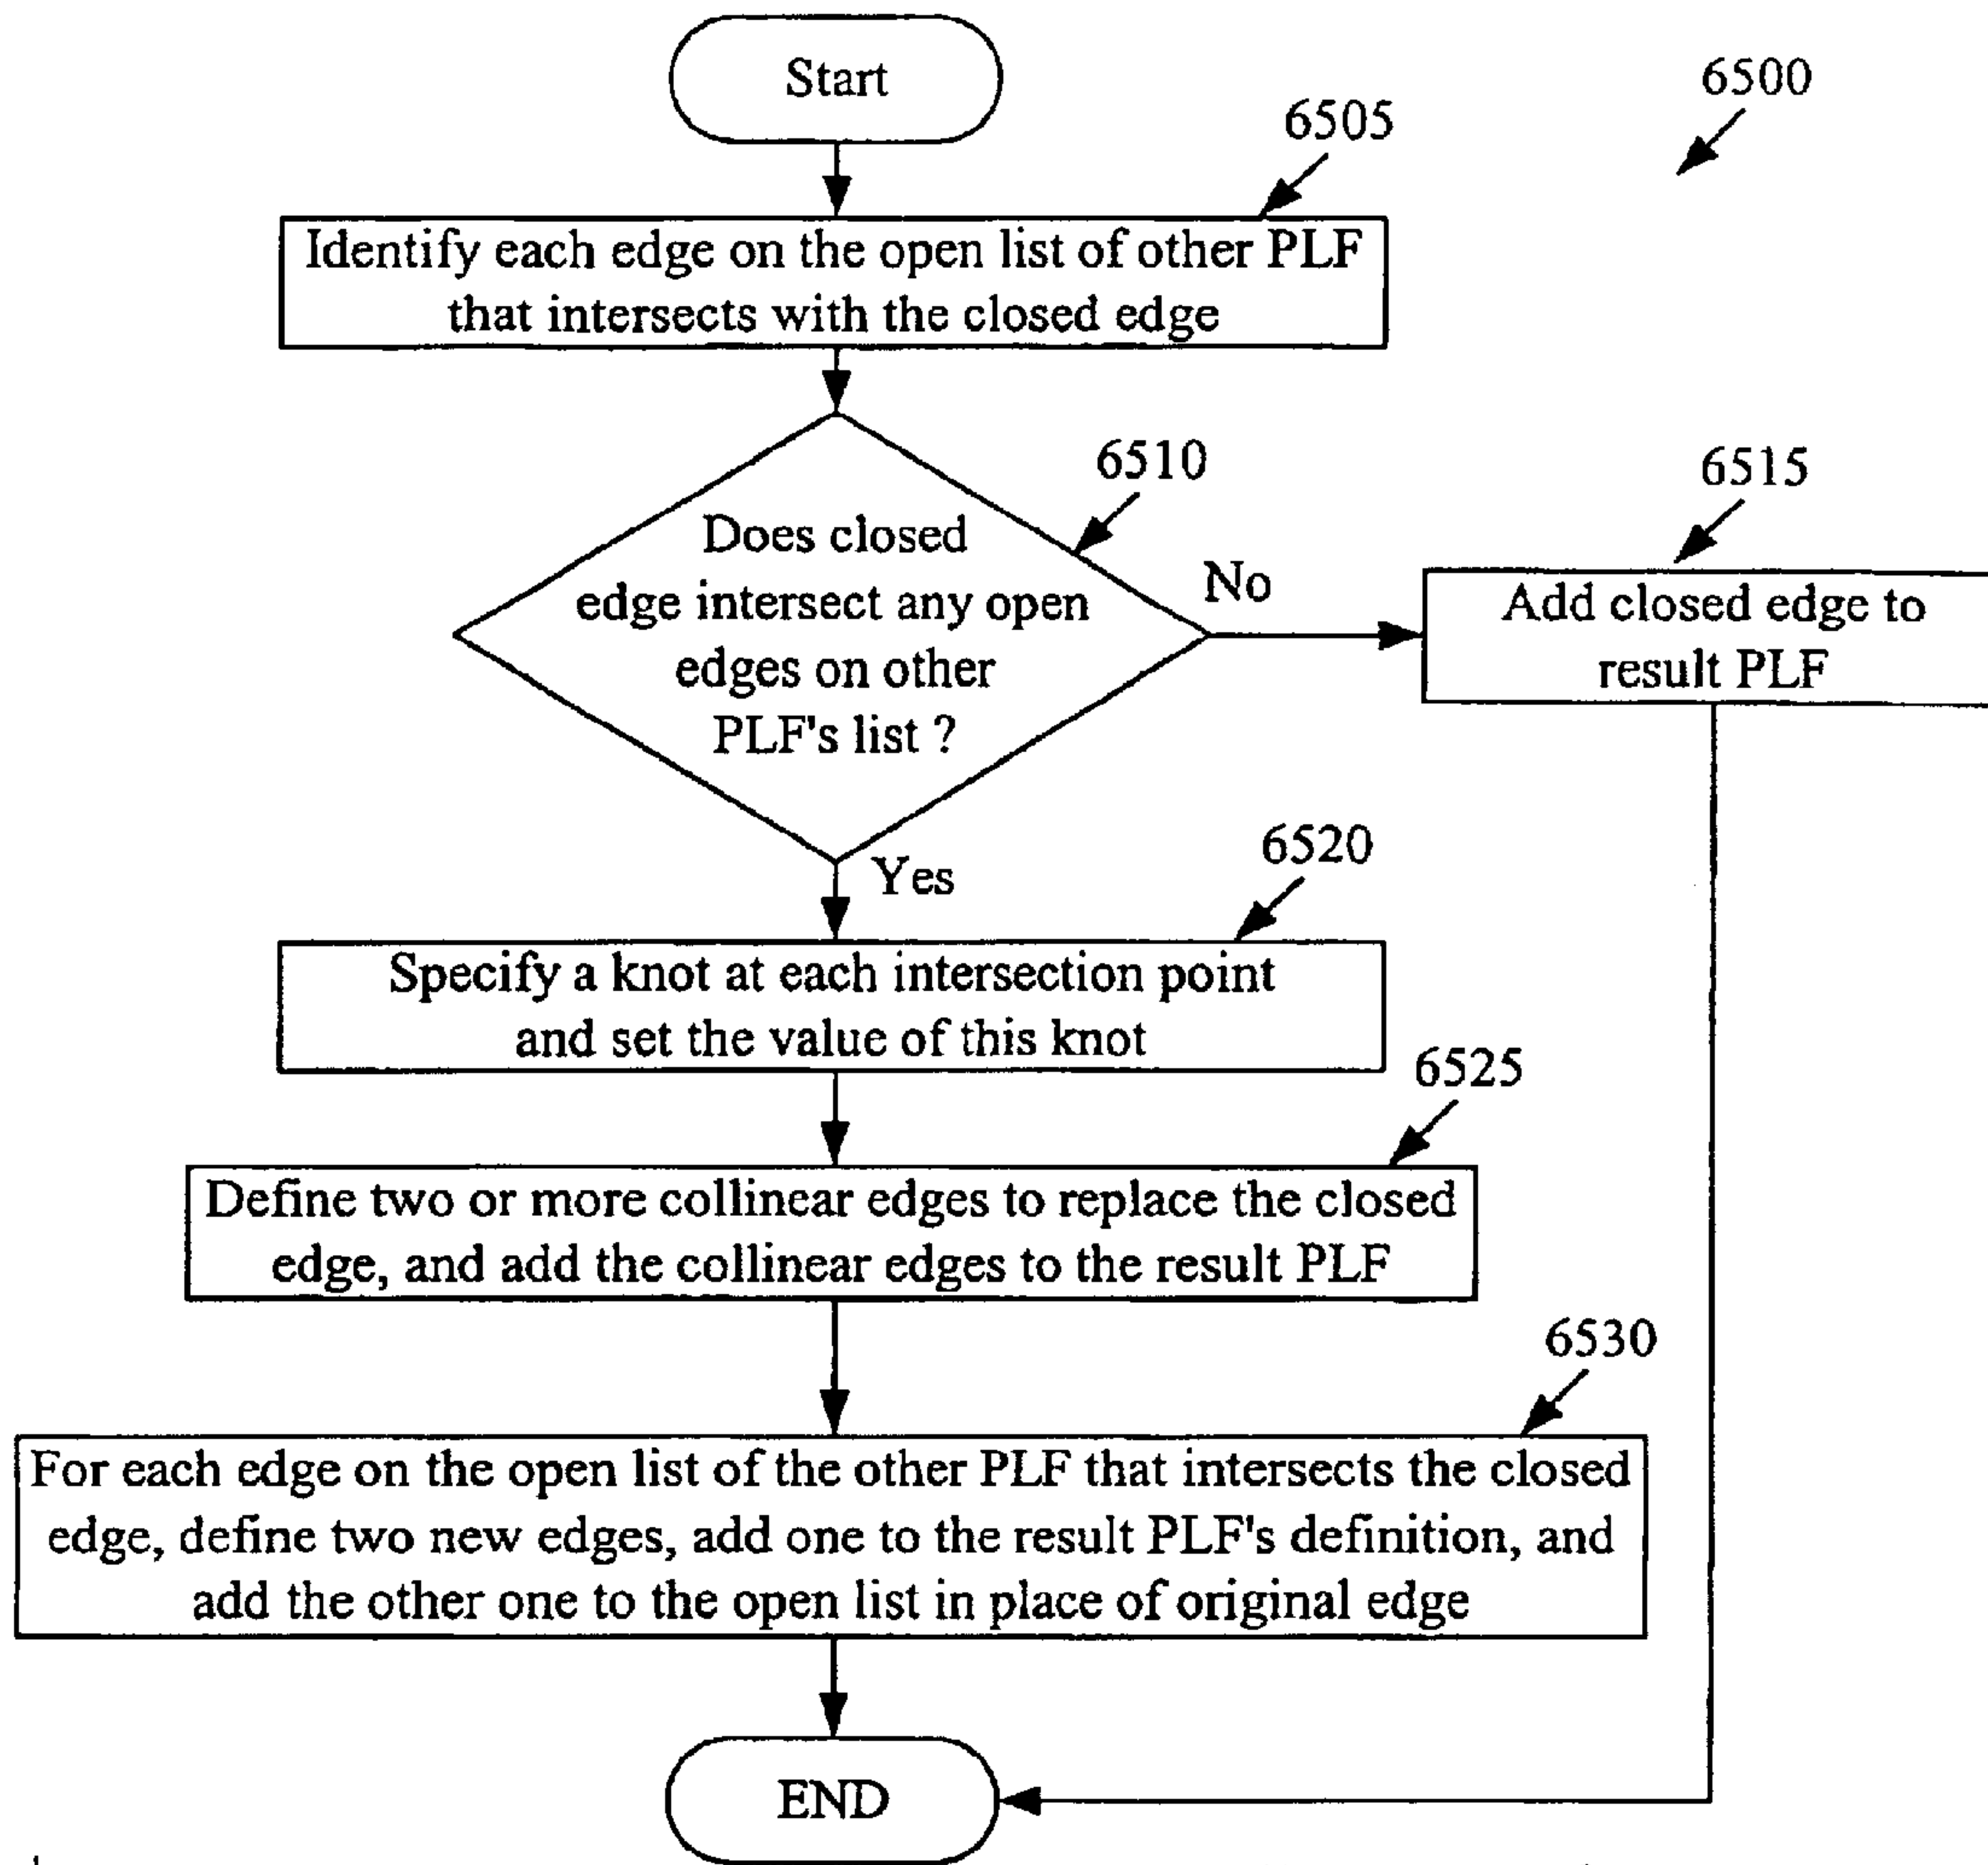 Start
6500
6505
Identify each edge on the open list of other PLF
that intersects with the closed edge
6510
Does closed
edge intersect any open
edges on other
PLF's list ?
No
6515
Add closed edge to
result PLF
Yes
6520
Specify a knot at each intersection point
and set the value of this knot
6525
Define two or more collinear edges to replace the closed
edge, and add the collinear edges to the result PLF
6530
For each edge on the open list of the other PLF that intersects the closed
edge, define two new edges, add one to the result PLF's definition, and
add the other one to the open list in place of original edge
END